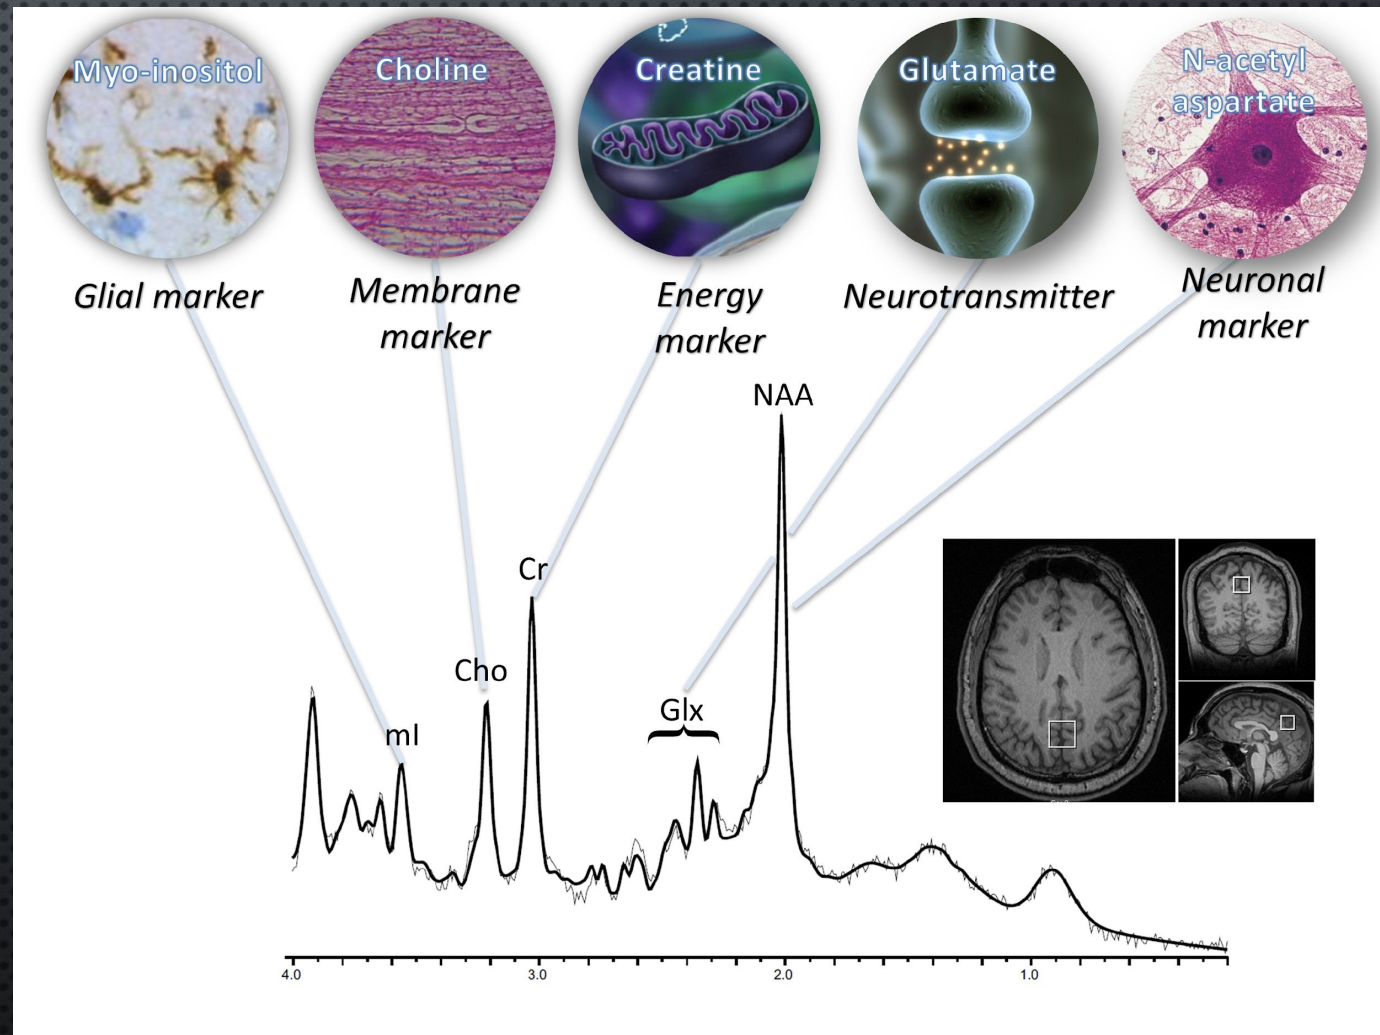 Myo-inositol
Choline
Creatine
Glutamate
N-acetyl
aspartate
Glial marker
Membrane
marker
Energy
marker
Neurotransmitter
Neuronal
marker
NAA
Cr
Cho
Glx
mI
4.0
3.0
2.0
1.0